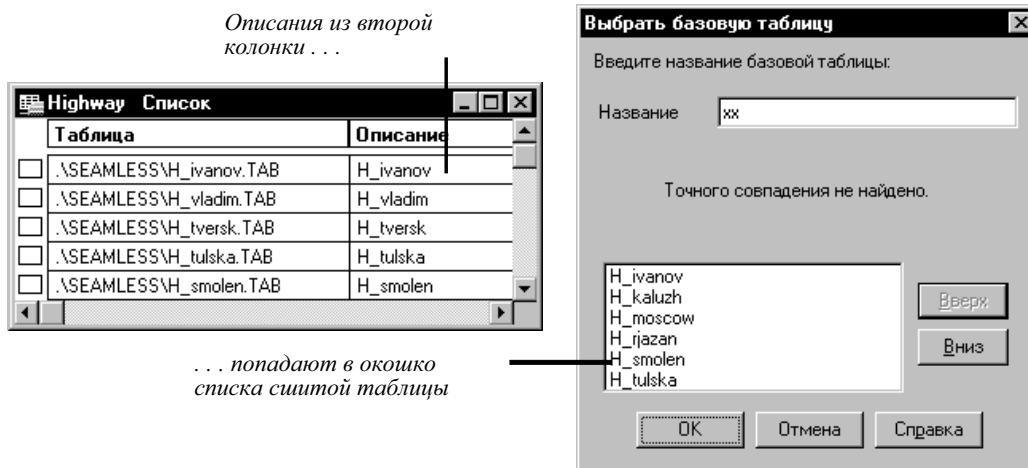 Описания из второй
колонки . . .
Highway Список
Таблица Описание
.\SEAMLESS\H_ivanov.TAB H_ivanov
.\SEAMLESS\H_vladim.TAB H_vladim
.\SEAMLESS\H_tversk.TAB H_tversk
.\SEAMLESS\H_tulska.TAB H_tulska
.\SEAMLESS\H_smolen.TAB H_smolen
. . . попадают в окошко
списка сшитой таблицы
Выбрать базовую таблицу
Введите название базовой таблицы:
Название xx
Точного совпадения не найдено.
H_ivanov
H_kaluzh
H_moscow
H_rjazan
H_smolen
H_tulska
Вверх
Вниз
OK Отмена Справка